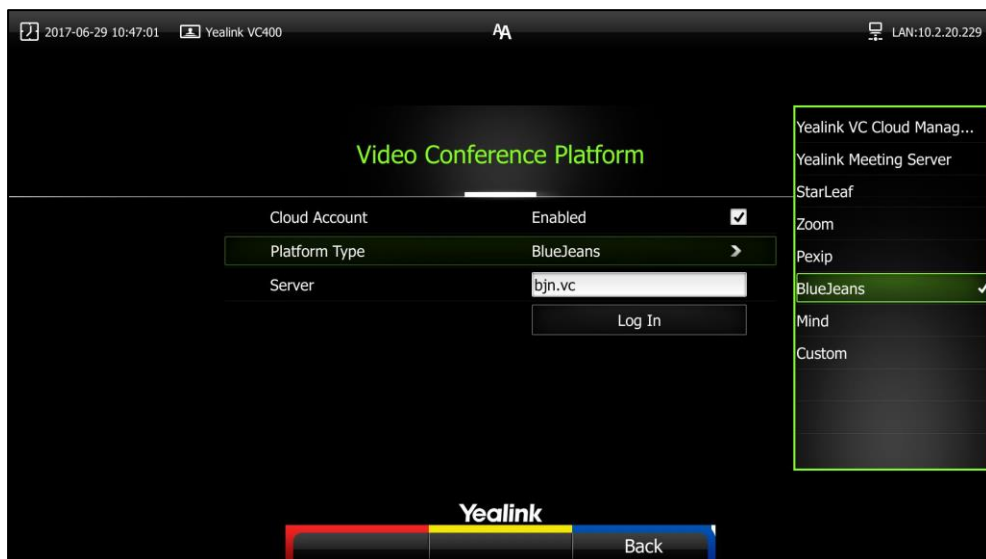 2017-06-29 10:47:01 Yealink VC400 AA LAN:10.2.20.229
Video Conference Platform
Cloud Account Enabled
Platform Type BlueJeans
Server bjn.vc
Log In
Yealink VC Cloud Manag...
Yealink Meeting Server
StarLeaf
Zoom
Pexip
BlueJeans
Mind
Custom
Yealink
Back